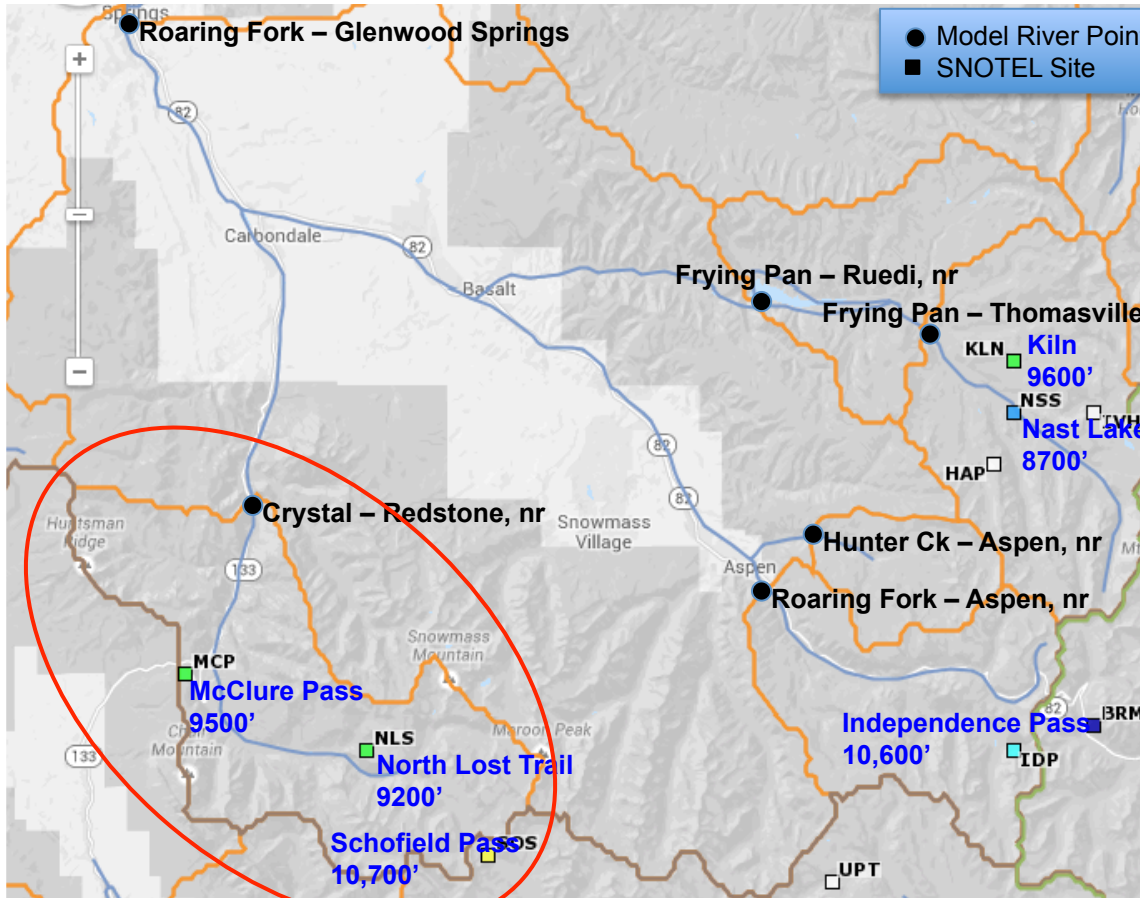 Springs
Roaring Fork – Glenwood Springs
Model River Poin
SNOTEL Site
82
Carbondale
82
Basalt
Frying Pan – Ruedi, nr
Frying Pan – Thomasville
KLN
Kiln
9600’
NSS
Nast Lake
8700’
HAP
82
82
Crystal – Redstone, nr
Huntsman
Ridge
133
Snowmass
Village
Hunter Ck – Aspen, nr
Aspen
Roaring Fork – Aspen, nr
Snowmass
Mountain
MCP
McClure Pass
9500’
Mountain
133
Maroon Peak
NLS
North Lost Trail
9200’
82
BRM
Independence Pass
10,600’
IDP
Schofield Pass
10,700’
SOS
UPT